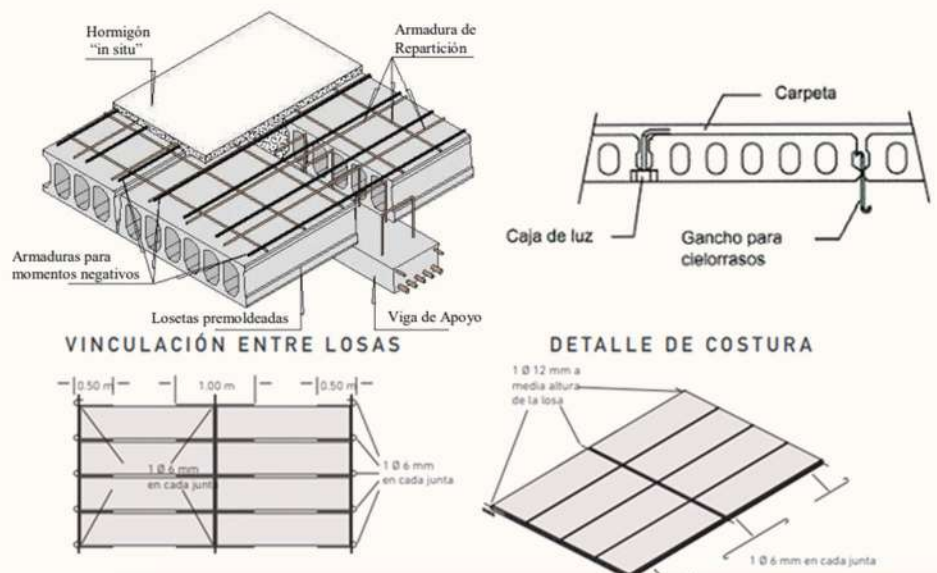 Hormigón
"in situ"
Armadura de
Repartición
Armaduras para
momentos negativos
Losetas premoldeadas
Viga de Apoyo
Carpeta
Caja de luz
Gancho para
cielorrasos
VINCULACIÓN ENTRE LOSAS
0.50 m
1.00 m
0.50 m
1 Ø 6 mm
en cada junta
1 Ø 6 mm
en cada junta
DETALLE DE COSTURA
1 Ø 12 mm a
media altura
de la losa
1 Ø 6 mm en cada junta